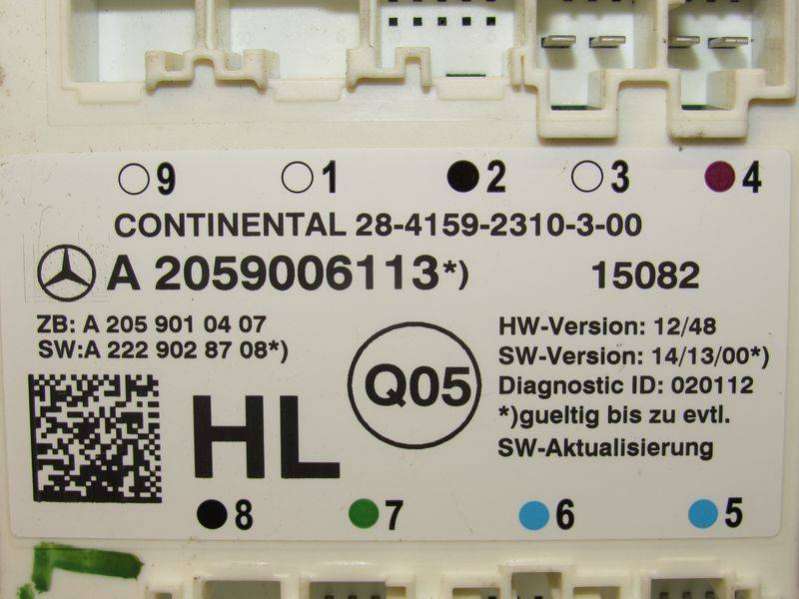 9 1 2 3 4
CONTINENTAL 28-4159-2310-3-00
A 2059006113*) 15082
ZB: A 205 901 04 07
SW:A 222 902 87 08*)
HL
Q05
HW-Version: 12/48
SW-Version: 14/13/00*)
Diagnostic ID: 020112
*)gueltig bis zu evtl.
SW-Aktualisierung
8 7 6 5